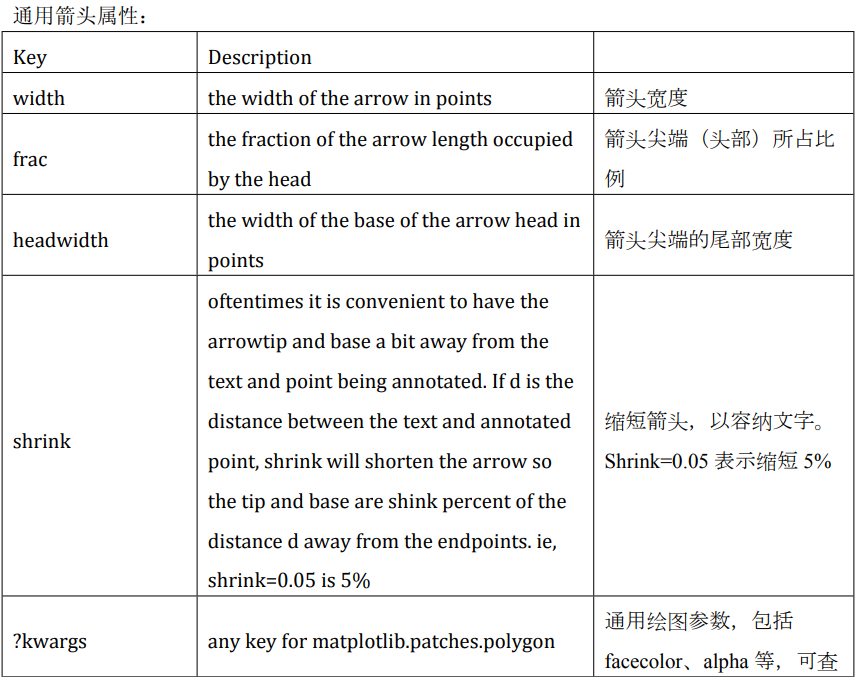 通用箭头属性：
Key Description
width the width of the arrow in points 箭头宽度
frac
the fraction of the arrow length occupied
by the head
箭头尖端（头部）所占比
例
headwidth
the width of the base of the arrow head in
points
箭头尖端的尾部宽度
shrink
oftentimes it is convenient to have the
arrowtip and base a bit away from the
text and point being annotated. If d is the
distance between the text and annotated
point, shrink will shorten the arrow so
the tip and base are shink percent of the
distance d away from the endpoints. ie,
shrink=0.05 is 5%
缩短箭头，以容纳文字。
Shrink=0.05 表示缩短 5%
?kwargs
any key for matplotlib.patches.polygon
通用绘图参数，包括
facecolor、alpha 等，可查